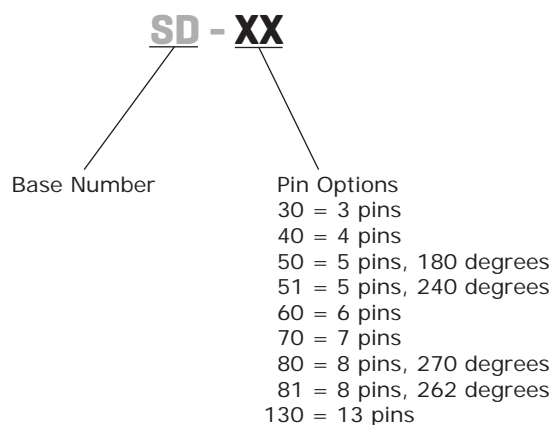 SD - XX
Base Number
Pin Options
30 = 3 pins
40 = 4 pins
50 = 5 pins, 180 degrees
51 = 5 pins, 240 degrees
60 = 6 pins
70 = 7 pins
80 = 8 pins, 270 degrees
81 = 8 pins, 262 degrees
130 = 13 pins